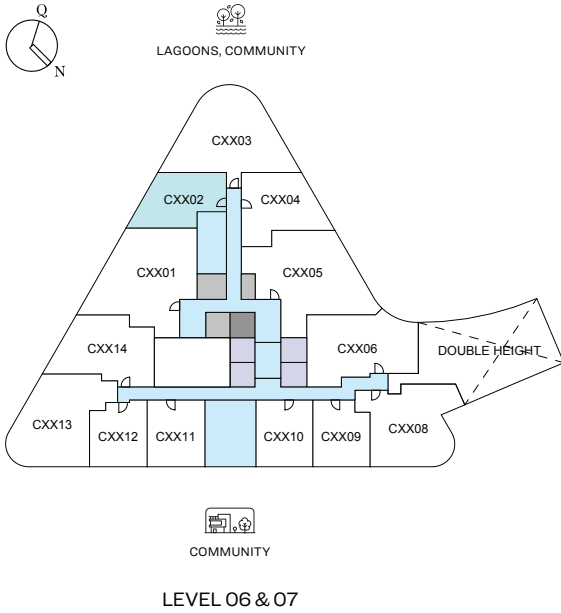 Q
N
LAGOONS, COMMUNITY
CXX03
CXX02
CXX04
CXX01
CXX05
CXX14
CXX06
DOUBLE HEIGHT
CXX13
CXX12
CXX11
CXX10
CXX09
CXX08
COMMUNITY
LEVEL 06 & 07